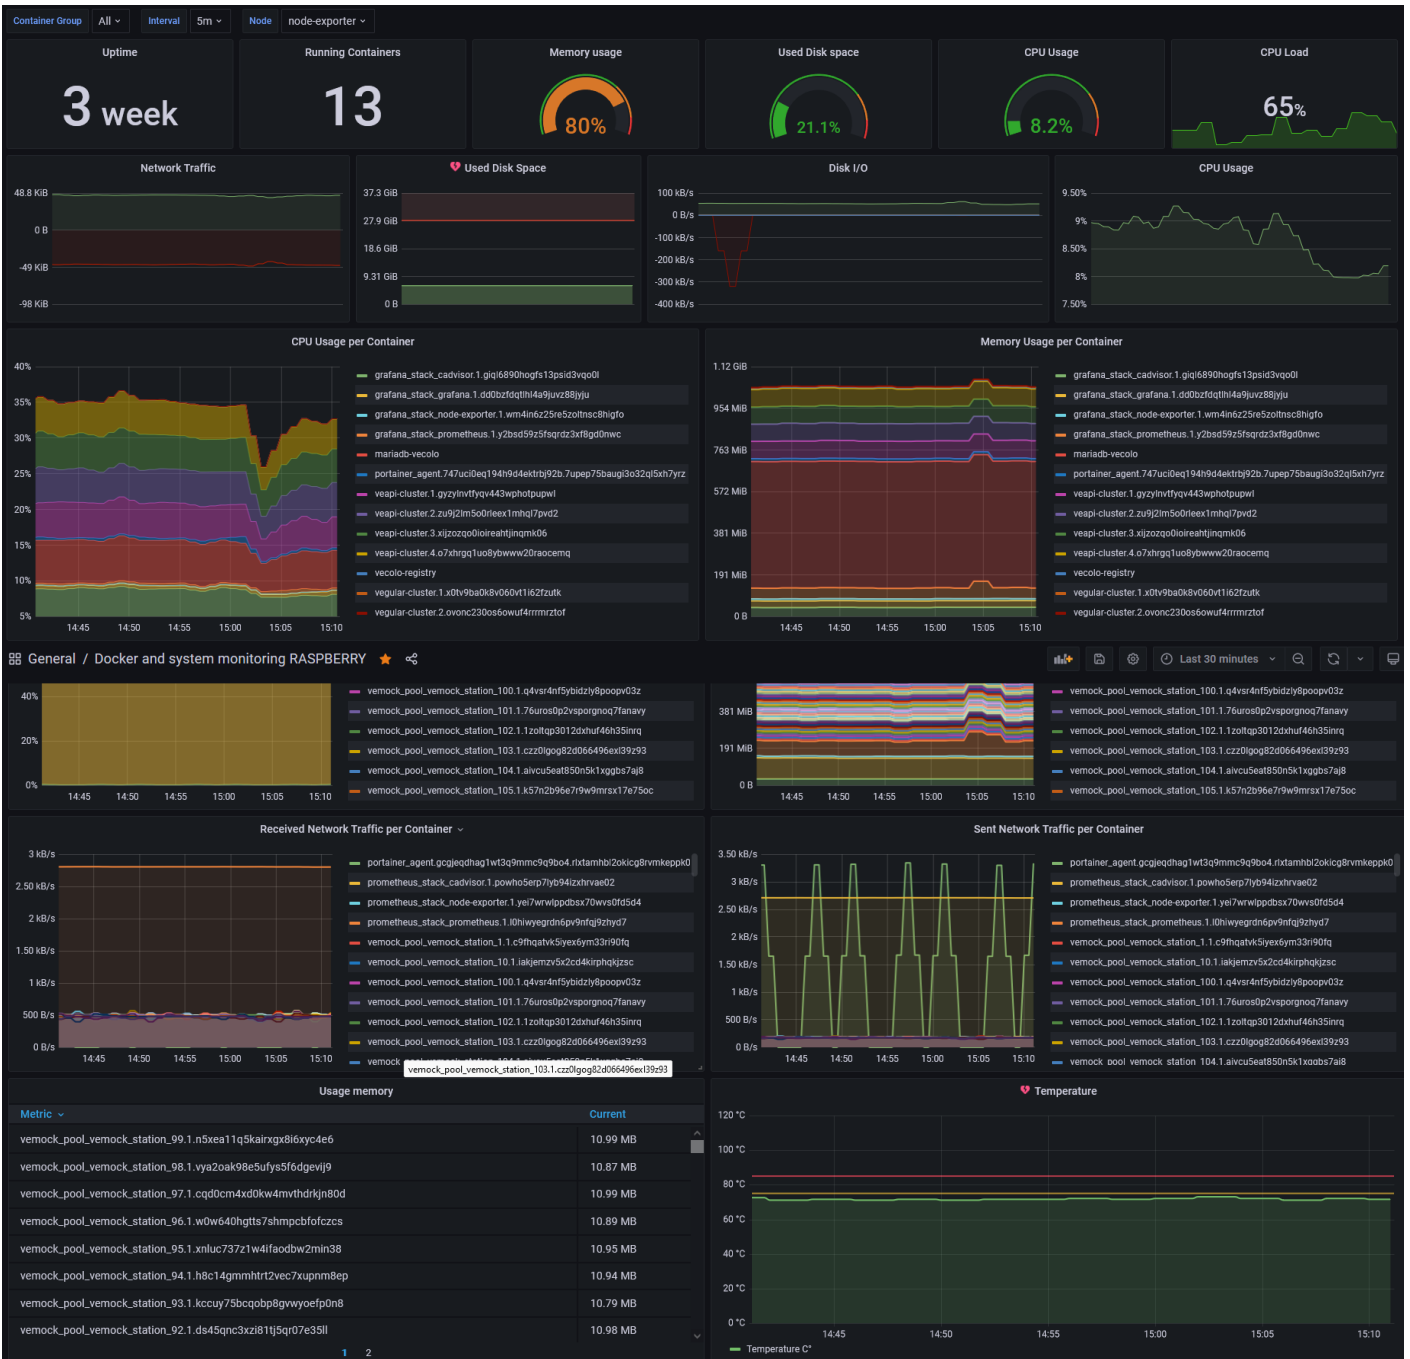 Container Group All Interval 5m Node node-exporter
Uptime
3 week
Running Containers
13
Memory usage
80%
Used Disk space
21.1%
CPU Usage
8.2%
CPU Load
65%
Network Traffic
48.8 KiB
0 B
-49 KiB
-98 KiB
Used Disk Space
37.3 GiB
27.9 GiB
18.6 GiB
9.31 GiB
0 B
Disk I/O
100 kB/s
0 B/s
-100 kB/s
-200 kB/s
-300 kB/s
-400 kB/s
CPU Usage
9.50%
9%
8.50%
8%
7.50%
CPU Usage per Container
40%
35%
30%
25%
20%
15%
10%
5%
14:45 14:50 14:55 15:00 15:05 15:10
grafana_stack_cadvisor.1.giql6890hogfs13psid3vqo0l
grafana_stack_grafana.1.dd0bzfdqtlhl4a9juvz88jyju
grafana_stack_node-exporter.1.wm4in6z25re5zoltnsc8higfo
grafana_stack_prometheus.1.y2bsd59z5fsqrdz3xf8gd0nwc
mariadb-vecolo
portainer_agent.747uci0eq194h9d4ektrbj92b.7upep75baugi3o32ql5xh7yrz
veapi-cluster.1.gyzylnvtfyqv443wphotpupwl
veapi-cluster.2.zu9j2lm5o0rleex1mhql7pvd2
veapi-cluster.3.xijzozqo0ioireahtjinqmk06
veapi-cluster.4.o7xhrgq1uo8ybwww20raocemq
vecolo-registry
vegular-cluster.1.x0tv9ba0k8v060vt1i62fzutk
vegular-cluster.2.ovonc230os6owuf4rrrmrztof
Memory Usage per Container
1.12 GiB
954 MiB
763 MiB
572 MiB
381 MiB
191 MiB
0 B
14:45 14:50 14:55 15:00 15:05 15:10
grafana_stack_cadvisor.1.giql6890hogfs13psid3vqo0l
grafana_stack_grafana.1.dd0bzfdqtlhl4a9juvz88jyju
grafana_stack_node-exporter.1.wm4in6z25re5zoltnsc8higfo
grafana_stack_prometheus.1.y2bsd59z5fsqrdz3xf8gd0nwc
mariadb-vecolo
portainer_agent.747uci0eq194h9d4ektrbj92b.7upep75baugi3o32ql5xh7yrz
veapi-cluster.1.gyzylnvtfyqv443wphotpupwl
veapi-cluster.2.zu9j2lm5o0rleex1mhql7pvd2
veapi-cluster.3.xijzozqo0ioireahtjinqmk06
veapi-cluster.4.o7xhrgq1uo8ybwww20raocemq
vecolo-registry
vegular-cluster.1.x0tv9ba0k8v060vt1i62fzutk
vegular-cluster.2.ovonc230os6owuf4rrrmrztof
General / Docker and system monitoring RASPBERRY Last 30 minutes
40%
20%
0%
14:45 14:50 14:55 15:00 15:05 15:10
vemock_pool_vemock_station_100.1.q4vsr4nf5ybidzly8poopv03z
vemock_pool_vemock_station_101.1.76uros0p2vsporgnoq7fanavy
vemock_pool_vemock_station_102.1.1zoltqp3012dxhuf46h35inrq
vemock_pool_vemock_station_103.1.czz0lgog82d066496exl39z93
vemock_pool_vemock_station_104.1.aivcu5eat850n5k1xggbs7aj8
vemock_pool_vemock_station_105.1.k57n2b96e7r9w9mrsx17e75oc
381 MiB
191 MiB
0 B
14:45 14:50 14:55 15:00 15:05 15:10
vemock_pool_vemock_station_100.1.q4vsr4nf5ybidzly8poopv03z
vemock_pool_vemock_station_101.1.76uros0p2vsporgnoq7fanavy
vemock_pool_vemock_station_102.1.1zoltqp3012dxhuf46h35inrq
vemock_pool_vemock_station_103.1.czz0lgog82d066496exl39z93
vemock_pool_vemock_station_104.1.aivcu5eat850n5k1xggbs7aj8
vemock_pool_vemock_station_105.1.k57n2b96e7r9w9mrsx17e75oc
Received Network Traffic per Container
3 kB/s
2.50 kB/s
2 kB/s
1.50 kB/s
1 kB/s
500 B/s
0 B/s
14:45 14:50 14:55 15:00 15:05 15:10
portainer_agent.gcgjeqdhag1wt3q9mmc9q9bo4.rlxtamhbl2okicg8rvmkeppk0
prometheus_stack_cadvisor.1.powho5erp7lyb94izxhrvae02
prometheus_stack_node-exporter.1.yei7wrwlppdbsx70wvs0fd5d4
prometheus_stack_prometheus.1.l0hiwyegrdn6pv9nfqj9zhyd7
vemock_pool_vemock_station_1.1.c9fhqatvk5iyex6ym33ri90fq
vemock_pool_vemock_station_10.1.iakjemzv5x2cd4kirphqkjzsc
vemock_pool_vemock_station_100.1.q4vsr4nf5ybidzly8poopv03z
vemock_pool_vemock_station_101.1.76uros0p2vsporgnoq7fanavy
vemock_pool_vemock_station_102.1.1zoltqp3012dxhuf46h35inrq
vemock_pool_vemock_station_103.1.czz0lgog82d066496exl39z93
vemock_pool_vemock_station_103.1.czz0lgog82d066496exl39z93
Sent Network Traffic per Container
3.50 kB/s
3 kB/s
2.50 kB/s
2 kB/s
1.50 kB/s
1 kB/s
500 B/s
0 B/s
14:45 14:50 14:55 15:00 15:05 15:10
portainer_agent.gcgjeqdhag1wt3q9mmc9q9bo4.rlxtamhbl2okicg8rvmkeppk0
prometheus_stack_cadvisor.1.powho5erp7lyb94izxhrvae02
prometheus_stack_node-exporter.1.yei7wrwlppdbsx70wvs0fd5d4
prometheus_stack_prometheus.1.l0hiwyegrdn6pv9nfqj9zhyd7
vemock_pool_vemock_station_1.1.c9fhqatvk5iyex6ym33ri90fq
vemock_pool_vemock_station_10.1.iakjemzv5x2cd4kirphqkjzsc
vemock_pool_vemock_station_100.1.q4vsr4nf5ybidzly8poopv03z
vemock_pool_vemock_station_101.1.76uros0p2vsporgnoq7fanavy
vemock_pool_vemock_station_102.1.1zoltqp3012dxhuf46h35inrq
vemock_pool_vemock_station_103.1.czz0lgog82d066496exl39z93
vemock_pool_vemock_station_104.1.aivcu5eat850n5k1xggbs7aj8
Usage memory
Metric Current
vemock_pool_vemock_station_99.1.n5xea11q5kairxgx8i6xyc4e6 10.99 MB
vemock_pool_vemock_station_98.1.vya2oak98e5ufys5f6dgevij9 10.87 MB
vemock_pool_vemock_station_97.1.cqd0cm4xd0kw4mvthdrkjn80d 10.99 MB
vemock_pool_vemock_station_96.1.w0w640hgtts7shmpcbfofczcs 10.89 MB
vemock_pool_vemock_station_95.1.xnluc737z1w4ifaodbw2min38 10.95 MB
vemock_pool_vemock_station_94.1.h8c14gmmhtrt2vec7xupnm8ep 10.94 MB
vemock_pool_vemock_station_93.1.kccuy75bcqobp8gvwyoefp0n8 10.79 MB
vemock_pool_vemock_station_92.1.ds45qnc3xzi81tj5qr07e35ll 10.98 MB
1 2
Temperature
120 °C
100 °C
80 °C
60 °C
40 °C
20 °C
0 °C
14:45 14:50 14:55 15:00 15:05 15:10
Temperature C°